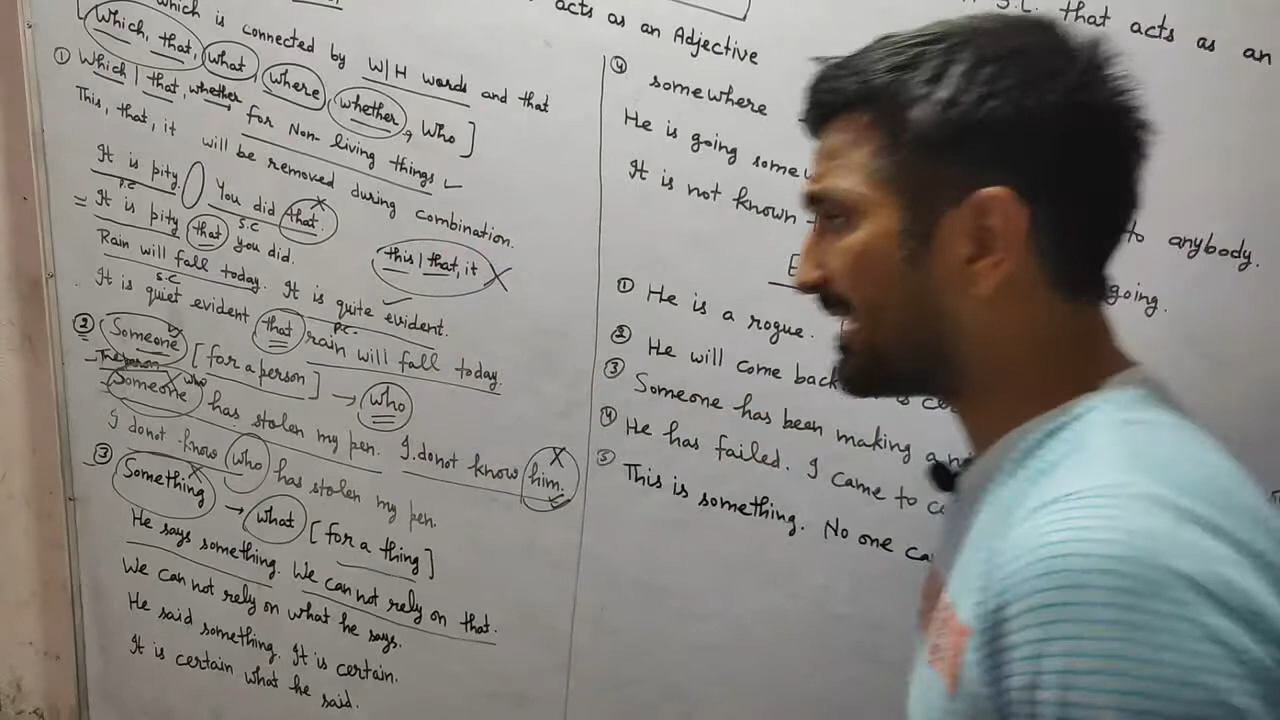 which is connected by W/H words and that
[which, that, what, where, whether, Who]
① Which | that, whether for Non-living things ✓
This, that, it will be removed during combination.
It is pity. You did that.
P.C S.C
= It is pity that you did.
this | that, it
Rain will fall today. It is quite evident.
S.C P.C.
It is quiet evident that rain will fall today.
② Someone [for a person] → who
The person who
Someone has stolen my pen. I donot know him.
I donot know who has stolen my pen.
③ Something → what [for a thing]
He says something. We can not rely on that.
We can not rely on what he says.
He said something. It is certain.
It is certain what he said.
acts as an Adjective
S.C. that acts as an
④ somewhere
He is going
It is not known to anybody.
going.
① He is a rogue.
② He will come back
③ Someone has been making a
④ He has failed. I came to
⑤ This is something. No one